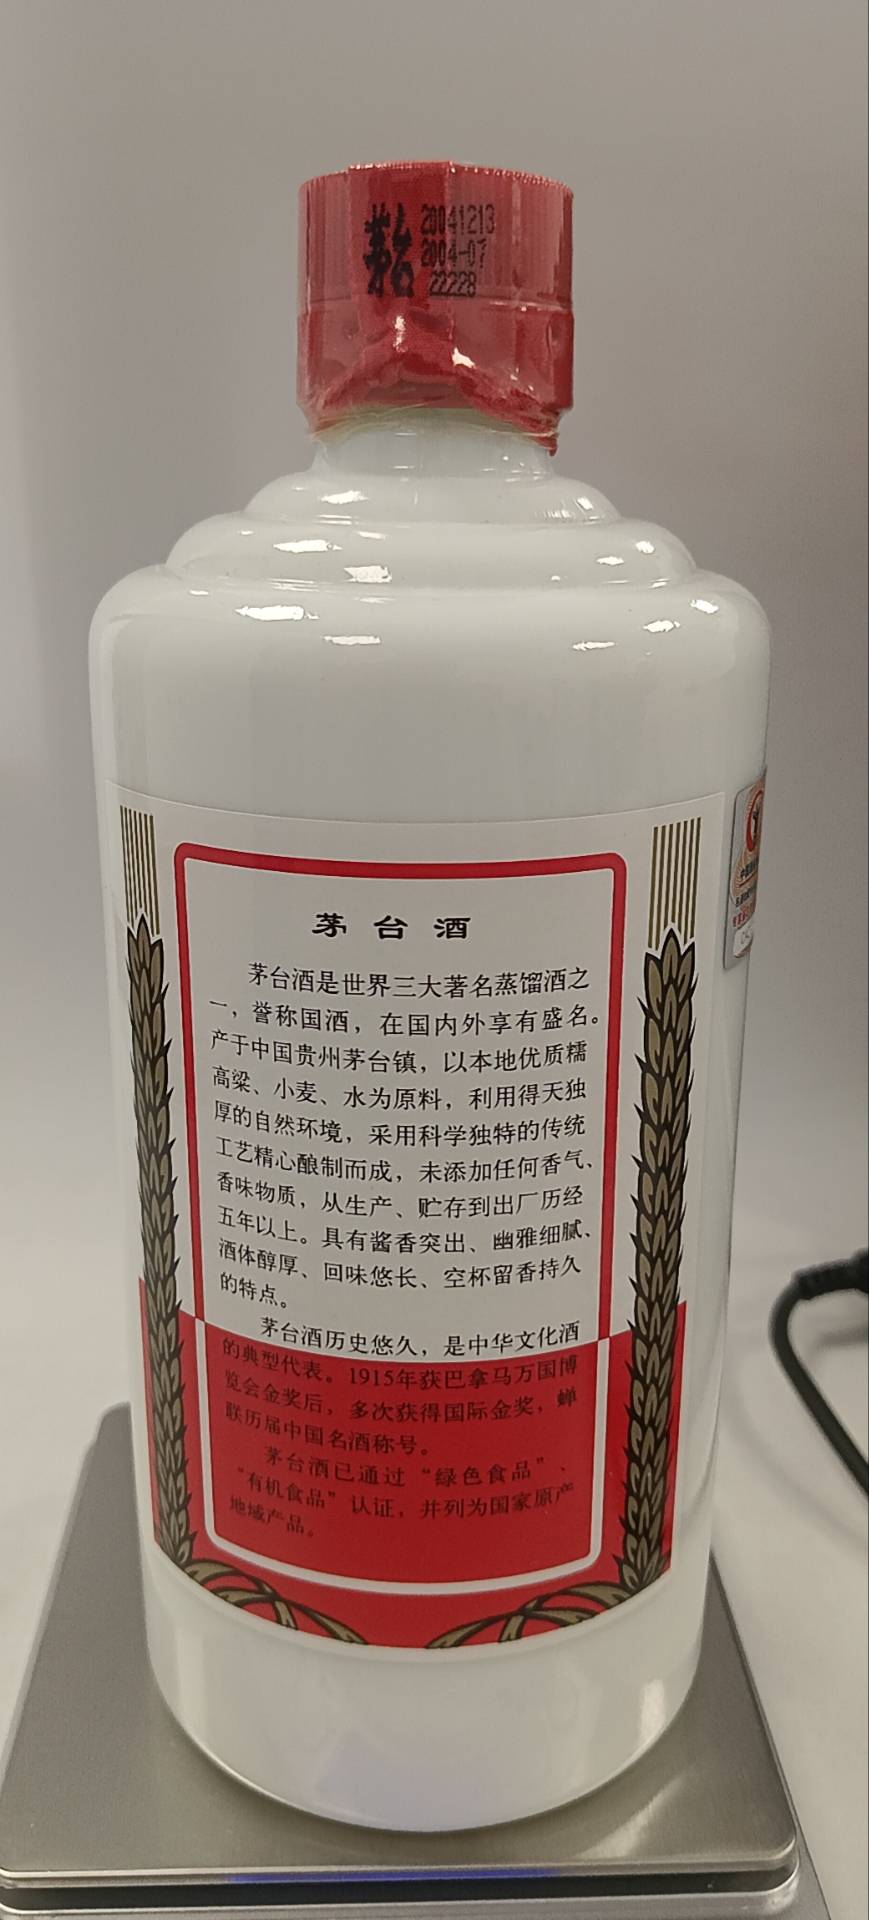 茅台
20041213
2004-07
22228
茅台酒
茅台酒是世界三大著名蒸馏酒之
一，誉称国酒，在国内外享有盛名。
产于中国贵州茅台镇，以本地优质糯
高粱、小麦、水为原料，利用得天独
厚的自然环境，采用科学独特的传统
工艺精心酿制而成，未添加任何香气、
香味物质，从生产、贮存到出厂历经
五年以上。具有酱香突出、幽雅细腻、
酒体醇厚、回味悠长、空杯留香持久
的特点。
茅台酒历史悠久，是中华文化酒
的典型代表。1915年获巴拿马万国博
览会金奖后，多次获得国际金奖，蝉
联历届中国名酒称号。
茅台酒已通过“绿色食品”、
“有机食品”认证，并列为国家原产
地域产品。